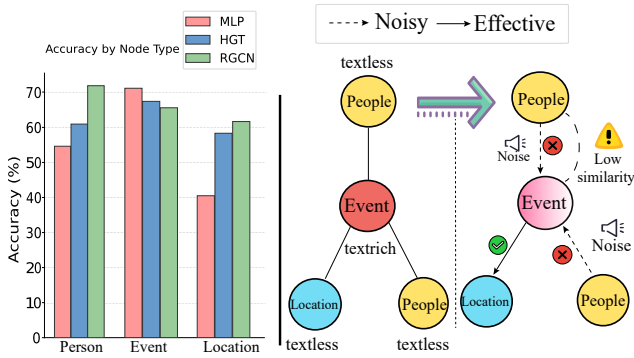 Accuracy by Node Type
MLP
HGT
RGCN
Accuracy (%)
70
60
50
40
30
20
10
0
Person
Event
Location
Noisy
Effective
textless
People
Event
textrich
Location
People
textless
textless
People
Noise
Low
similarity
Event
Noise
Location
People